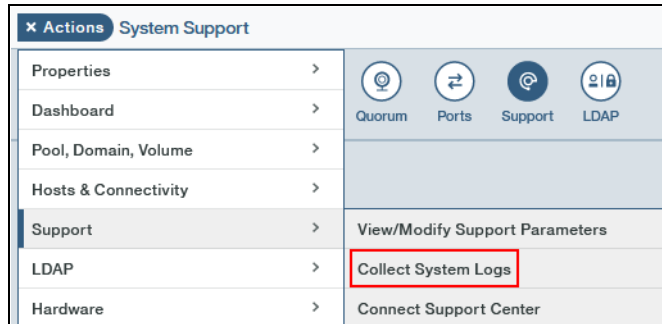 × Actions System Support
Properties >
Dashboard >
Pool, Domain, Volume >
Hosts & Connectivity >
Support >
LDAP >
Hardware >
Quorum Ports Support LDAP
View/Modify Support Parameters
Collect System Logs
Connect Support Center